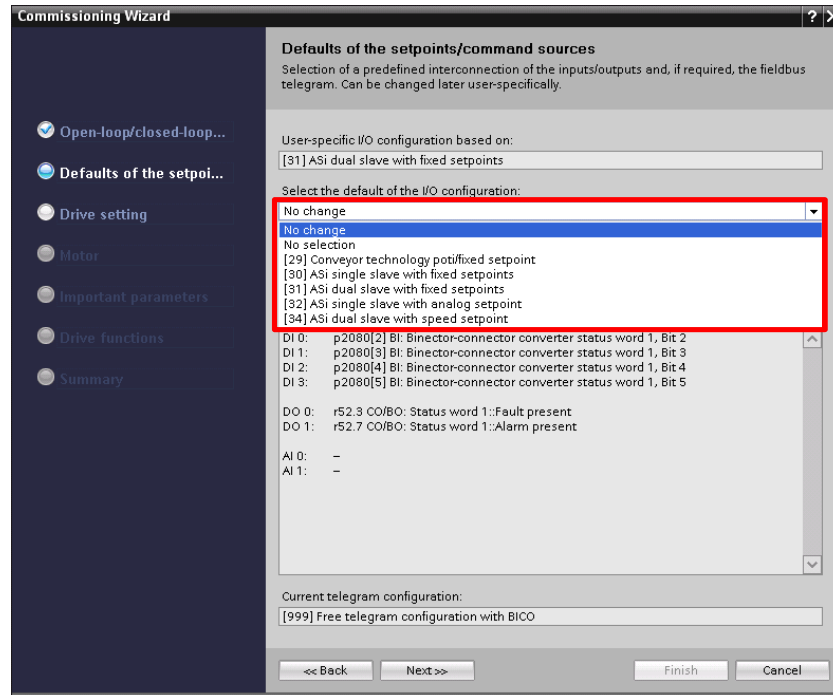 Commissioning Wizard
? X
Defaults of the setpoints/command sources
Selection of a predefined interconnection of the inputs/outputs and, if required, the fieldbus
telegram. Can be changed later user-specifically.
Open-loop/closed-loop...
Defaults of the setpoi...
Drive setting
Motor
Important parameters
Drive functions
Summary
User-specific I/O configuration based on:
[31] ASi dual slave with fixed setpoints
Select the default of the I/O configuration:
No change
No change
No selection
[29] Conveyor technology poti/fixed setpoint
[30] ASi single slave with fixed setpoints
[31] ASi dual slave with fixed setpoints
[32] ASi single slave with analog setpoint
[34] ASi dual slave with speed setpoint
DI 0: p2080[2] BI: Binector-connector converter status word 1, Bit 2
DI 1: p2080[3] BI: Binector-connector converter status word 1, Bit 3
DI 2: p2080[4] BI: Binector-connector converter status word 1, Bit 4
DI 3: p2080[5] BI: Binector-connector converter status word 1, Bit 5
DO 0: r52.3 CO/BO: Status word 1::Fault present
DO 1: r52.7 CO/BO: Status word 1::Alarm present
AI 0: –
AI 1: –
Current telegram configuration:
[999] Free telegram configuration with BICO
<< Back Next >> Finish Cancel